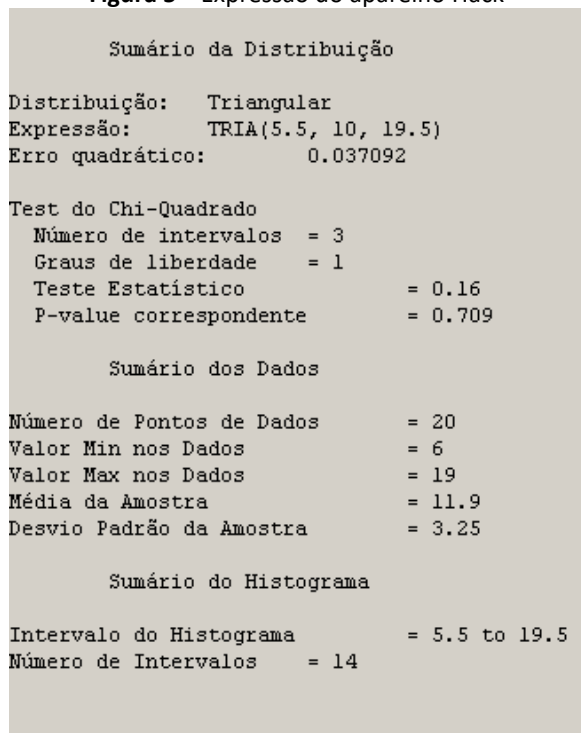 Figura 5 – Expressão do aparelho Hack
Sumário da Distribuição
Distribuição: Triangular
Expressão: TRIA(5.5, 10, 19.5)
Erro quadrático: 0.037092
Test do Chi-Quadrado
Número de intervalos = 3
Graus de liberdade = 1
Teste Estatístico = 0.16
P-value correspondente = 0.709
Sumário dos Dados
Número de Pontos de Dados = 20
Valor Min nos Dados = 6
Valor Max nos Dados = 19
Média da Amostra = 11.9
Desvio Padrão da Amostra = 3.25
Sumário do Histograma
Intervalo do Histograma = 5.5 to 19.5
Número de Intervalos = 14